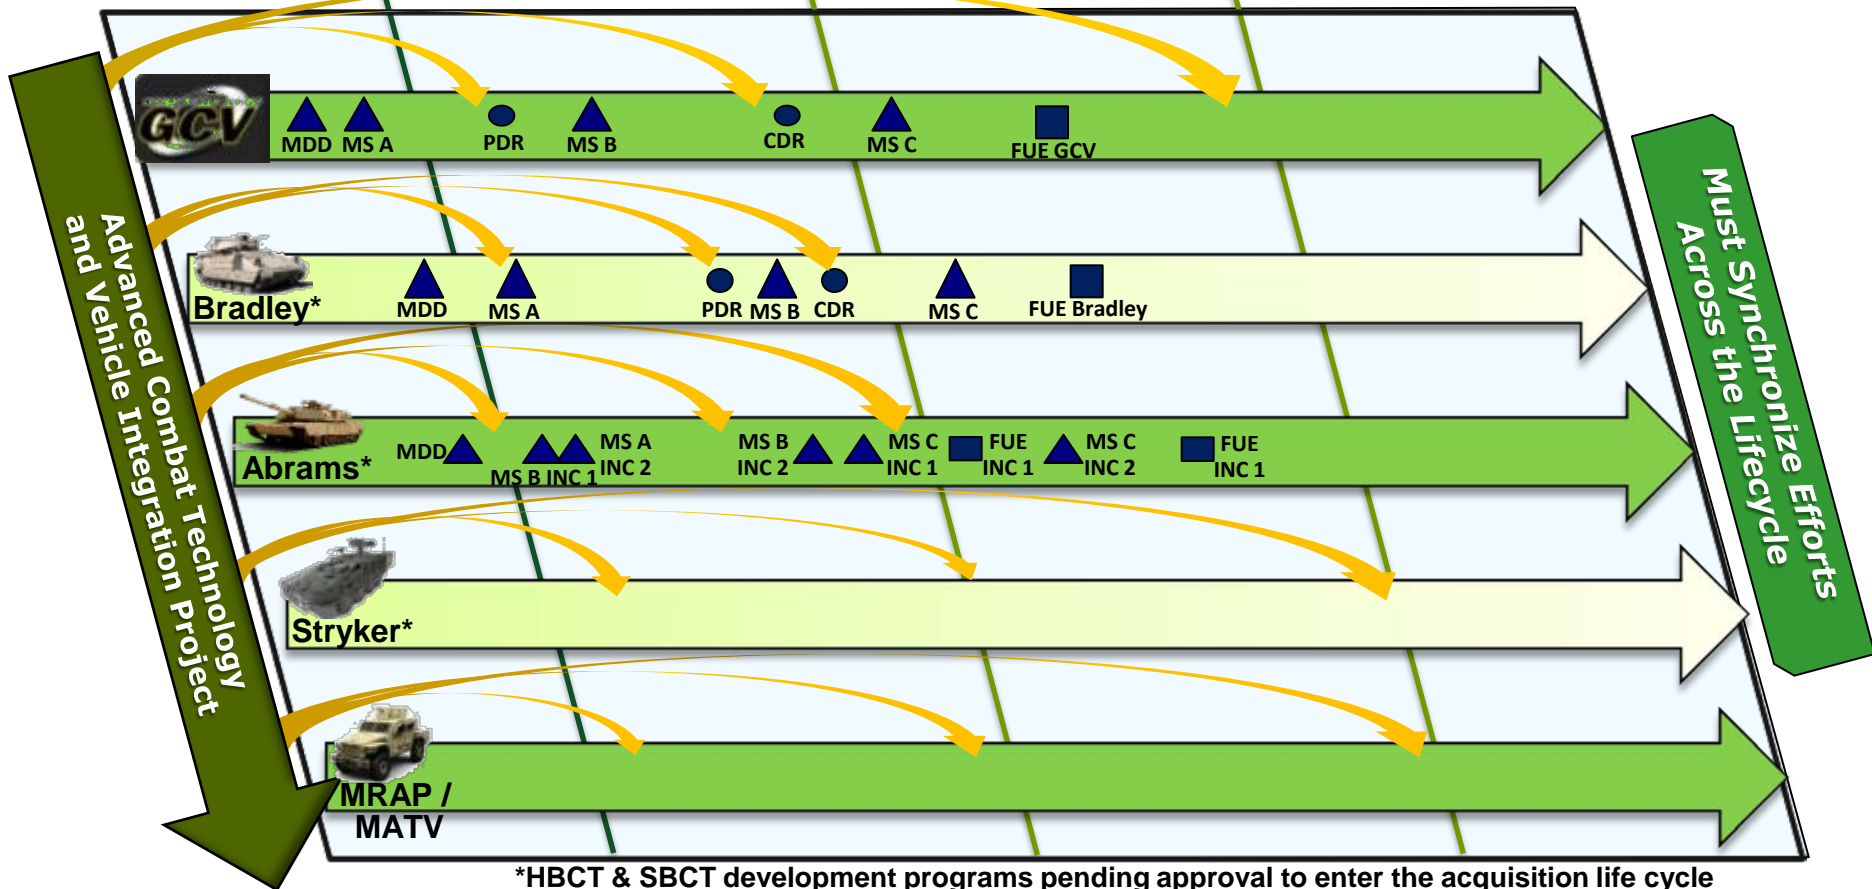 GCV
MDD
MS A
PDR
MS B
CDR
MS C
FUE GCV
Advanced Combat Technology
and Vehicle Integration Project
Must Synchronize Efforts
Across the Lifecycle
Bradley*
MDD
MS A
PDR
MS B
CDR
MS C
FUE Bradley
Abrams*
MDD
MS B INC 1
MS A
INC 2
MS B
INC 2
MS C
INC 1
FUE
INC 1
MS C
INC 2
FUE
INC 1
Stryker*
MRAP /
MATV
*HBCT & SBCT development programs pending approval to enter the acquisition life cycle